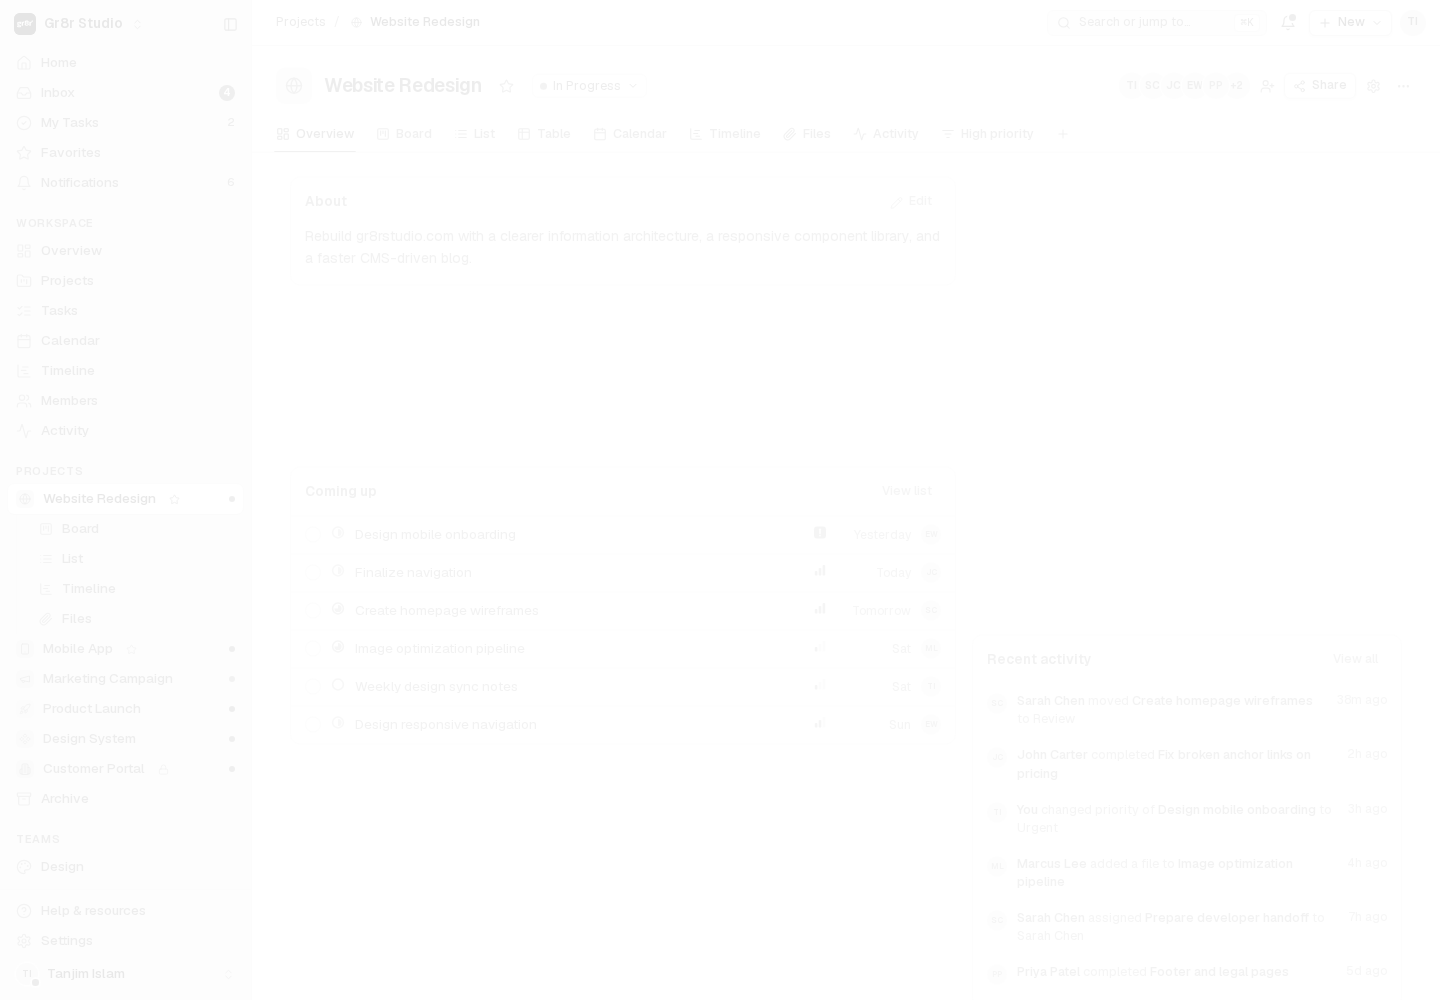 Gr8r Studio
Home
Inbox 4
My Tasks 2
Favorites
Notifications 6
WORKSPACE
Overview
Projects
Tasks
Calendar
Timeline
Members
Activity
PROJECTS
Website Redesign
Board
List
Timeline
Files
Mobile App
Marketing Campaign
Product Launch
Design System
Customer Portal
Archive
TEAMS
Design
Help & resources
Settings
TI Tanjim Islam
Projects / Website Redesign
Search or jump to... ⌘K
New
TI
Website Redesign
In Progress
TI SC JC EW PP +2
Share
Overview Board List Table Calendar Timeline Files Activity High priority
About
Edit
Rebuild gr8rstudio.com with a clearer information architecture, a responsive component library, and
a faster CMS-driven blog.
Coming up
View list
Design mobile onboarding Yesterday
Finalize navigation Today
Create homepage wireframes Tomorrow
Image optimization pipeline Sat
Weekly design sync notes Sat
Design responsive navigation Sun
Recent activity
View all
Sarah Chen moved Create homepage wireframes 38m ago
to Review
John Carter completed Fix broken anchor links on 2h ago
pricing
You changed priority of Design mobile onboarding to 3h ago
Urgent
Marcus Lee added a file to Image optimization 4h ago
pipeline
Sarah Chen assigned Prepare developer handoff to 7h ago
Sarah Chen
Priya Patel completed Footer and legal pages 5d ago